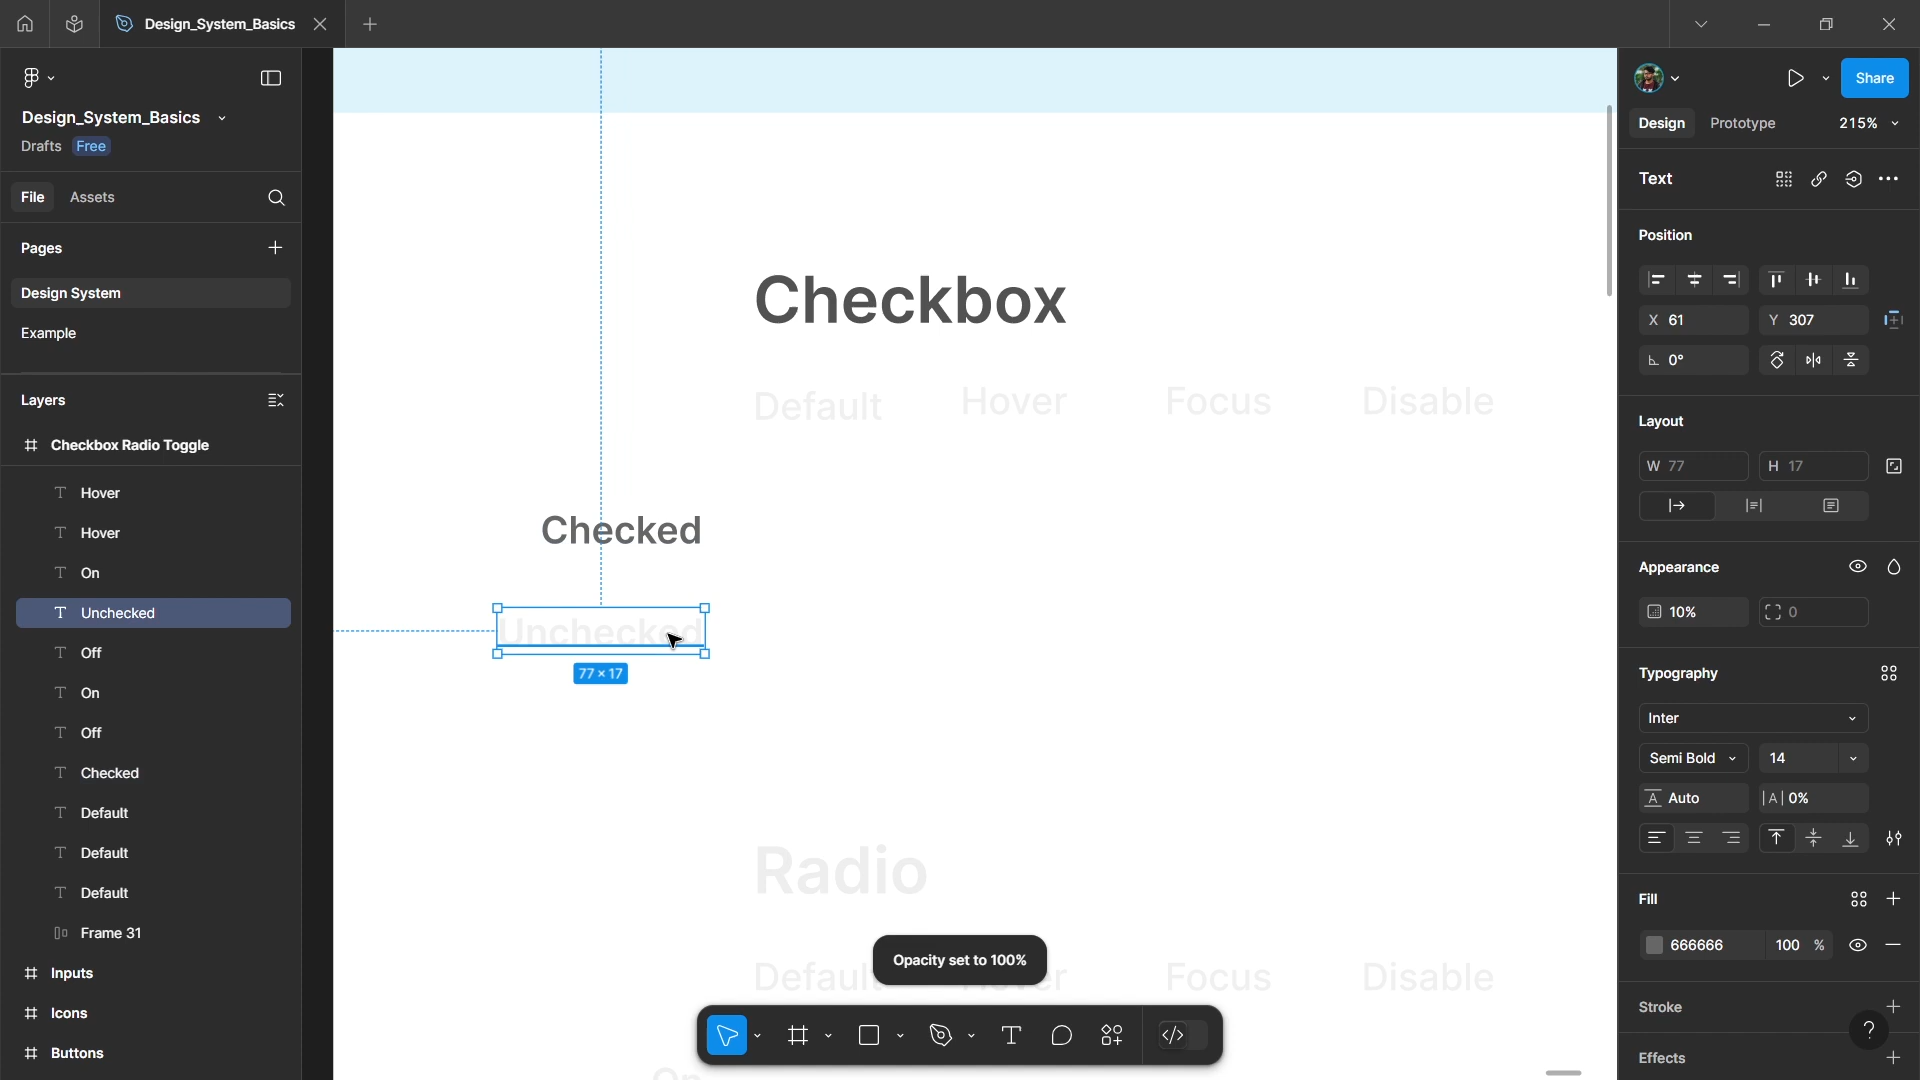 Design_System_Basics
Design_System_Basics
Drafts Free
File Assets
Pages
Design System
Example
Layers
Checkbox Radio Toggle
Hover
Hover
On
Unchecked
Off
On
Off
Checked
Default
Default
Default
Frame 31
Inputs
Icons
Buttons
Checkbox
Default Hover Focus Disable
Checked
Unchecked
77 × 17
Radio
Opacity set to 100%
Default Hover Focus Disable
On
Share
Design Prototype 215%
Text
Position
X 61 Y 307
0°
Layout
W 77 H 17
Appearance
10% 0
Typography
Inter
Semi Bold 14
A Auto |A| 0%
Fill
666666 100 %
Stroke
?
Effects